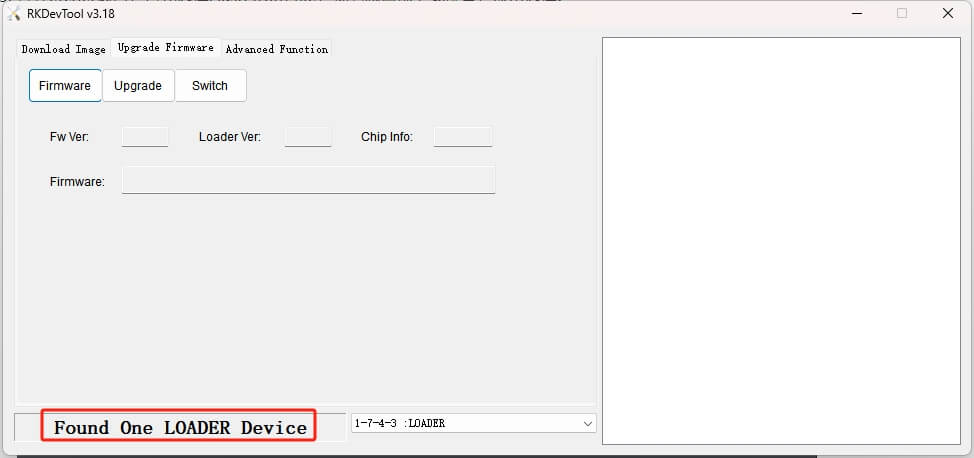 RKDevTool v3.18
Download Image Upgrade Firmware Advanced Function
Firmware Upgrade Switch
Fw Ver: Loader Ver: Chip Info:
Firmware:
Found One LOADER Device 1-7-4-3 :LOADER